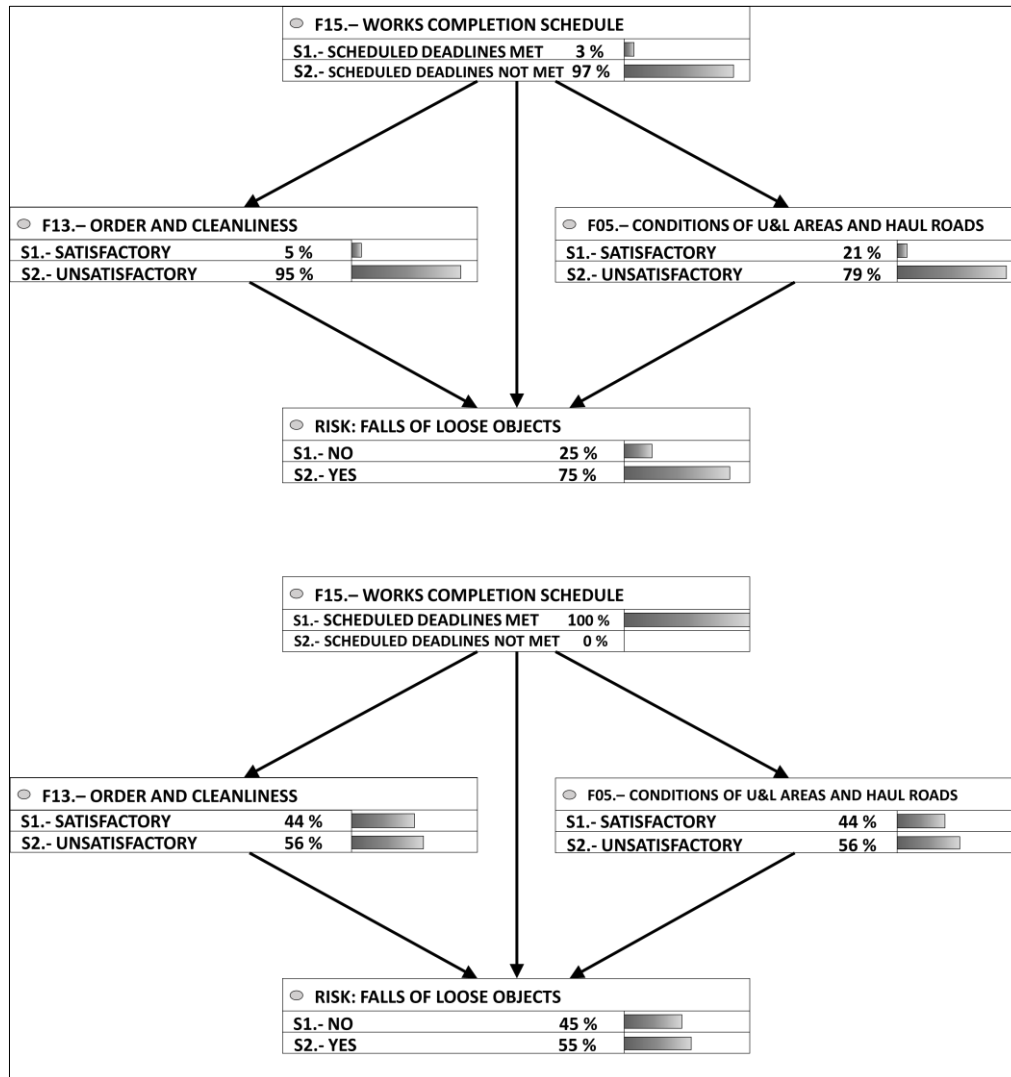 F15.– WORKS COMPLETION SCHEDULE
S1.- SCHEDULED DEADLINES MET 3 %
S2.- SCHEDULED DEADLINES NOT MET 97 %
F13.– ORDER AND CLEANLINESS
S1.- SATISFACTORY 5 %
S2.- UNSATISFACTORY 95 %
F05.– CONDITIONS OF U&L AREAS AND HAUL ROADS
S1.- SATISFACTORY 21 %
S2.- UNSATISFACTORY 79 %
RISK: FALLS OF LOOSE OBJECTS
S1.- NO 25 %
S2.- YES 75 %
F15.– WORKS COMPLETION SCHEDULE
S1.- SCHEDULED DEADLINES MET 100 %
S2.- SCHEDULED DEADLINES NOT MET 0 %
F13.– ORDER AND CLEANLINESS
S1.- SATISFACTORY 44 %
S2.- UNSATISFACTORY 56 %
F05.– CONDITIONS OF U&L AREAS AND HAUL ROADS
S1.- SATISFACTORY 44 %
S2.- UNSATISFACTORY 56 %
RISK: FALLS OF LOOSE OBJECTS
S1.- NO 45 %
S2.- YES 55 %